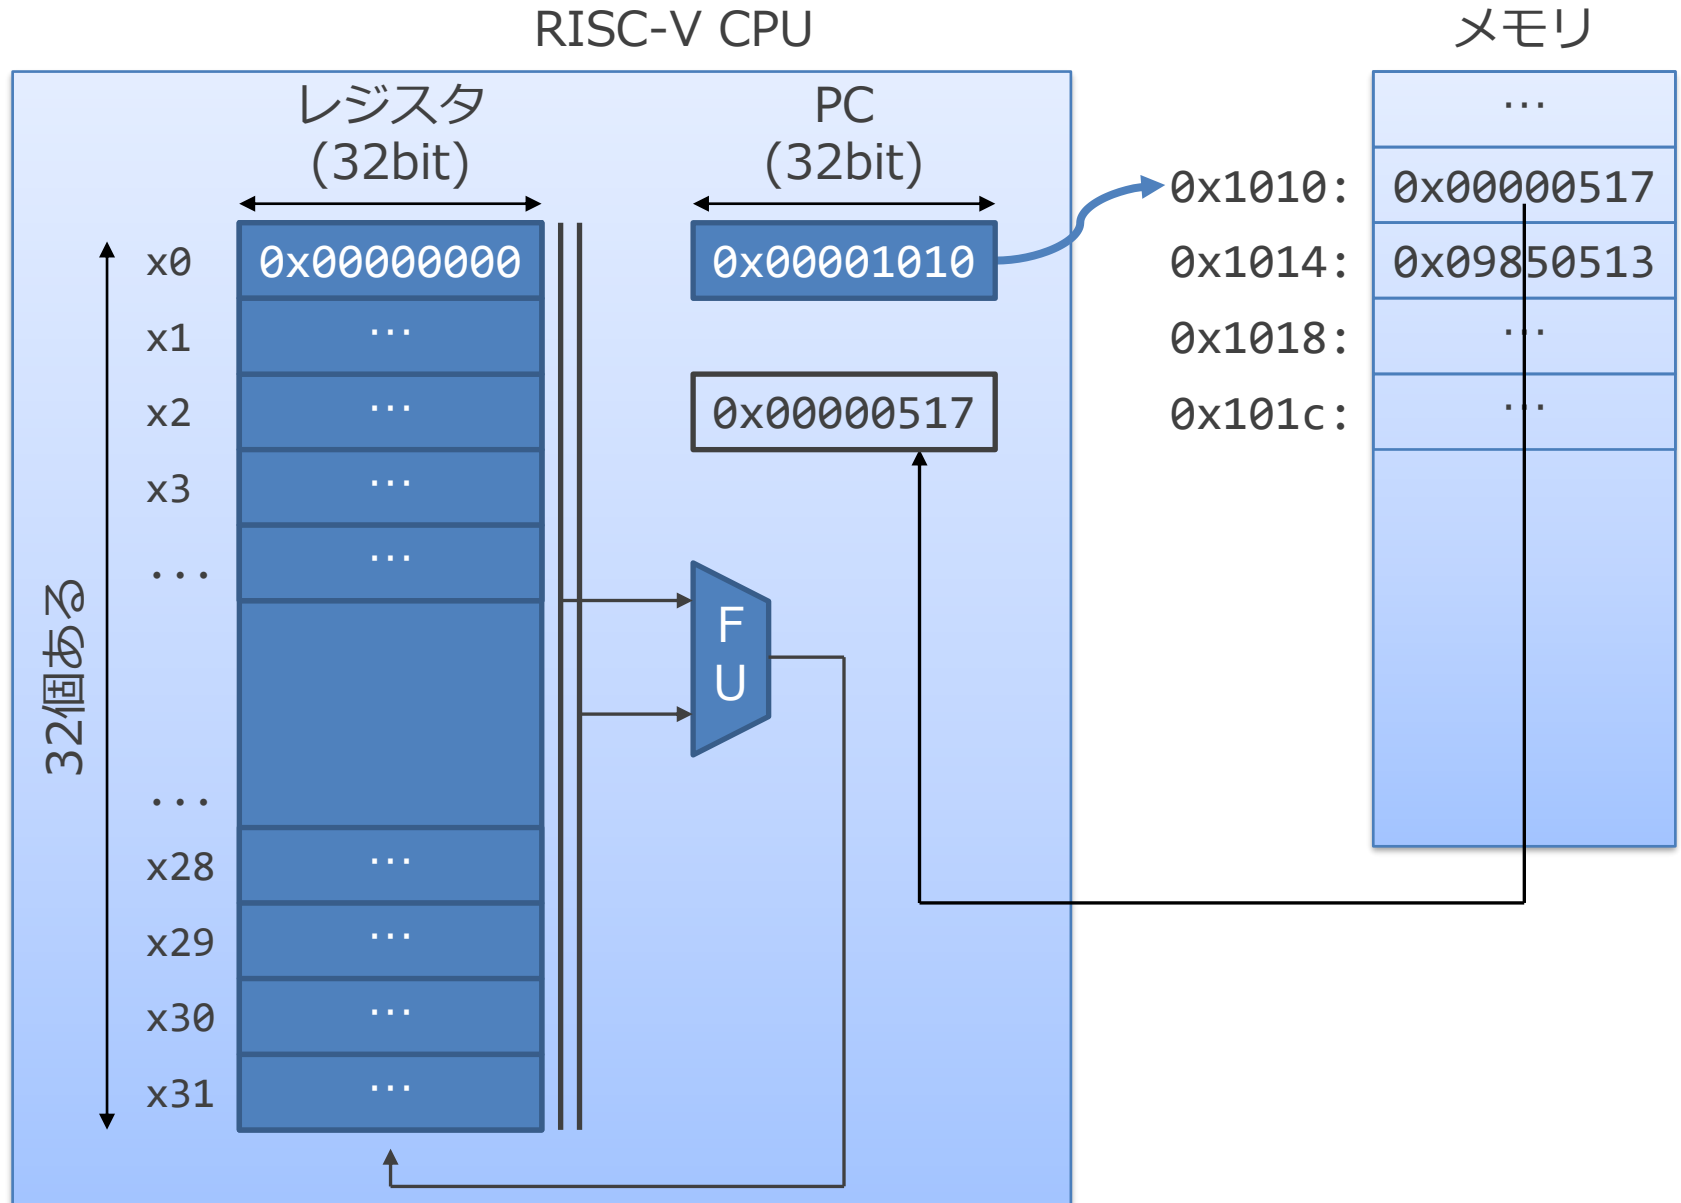 RISC-V CPU
メモリ
レジスタ
(32bit)
PC
(32bit)
32個ある
x0
0x00000000
x1
...
x2
...
x3
...
...
...
...
x28
...
x29
...
x30
...
x31
...
0x00001010
0x00000517
F
U
...
0x1010:
0x00000517
0x1014:
0x09850513
0x1018:
...
0x101c:
...